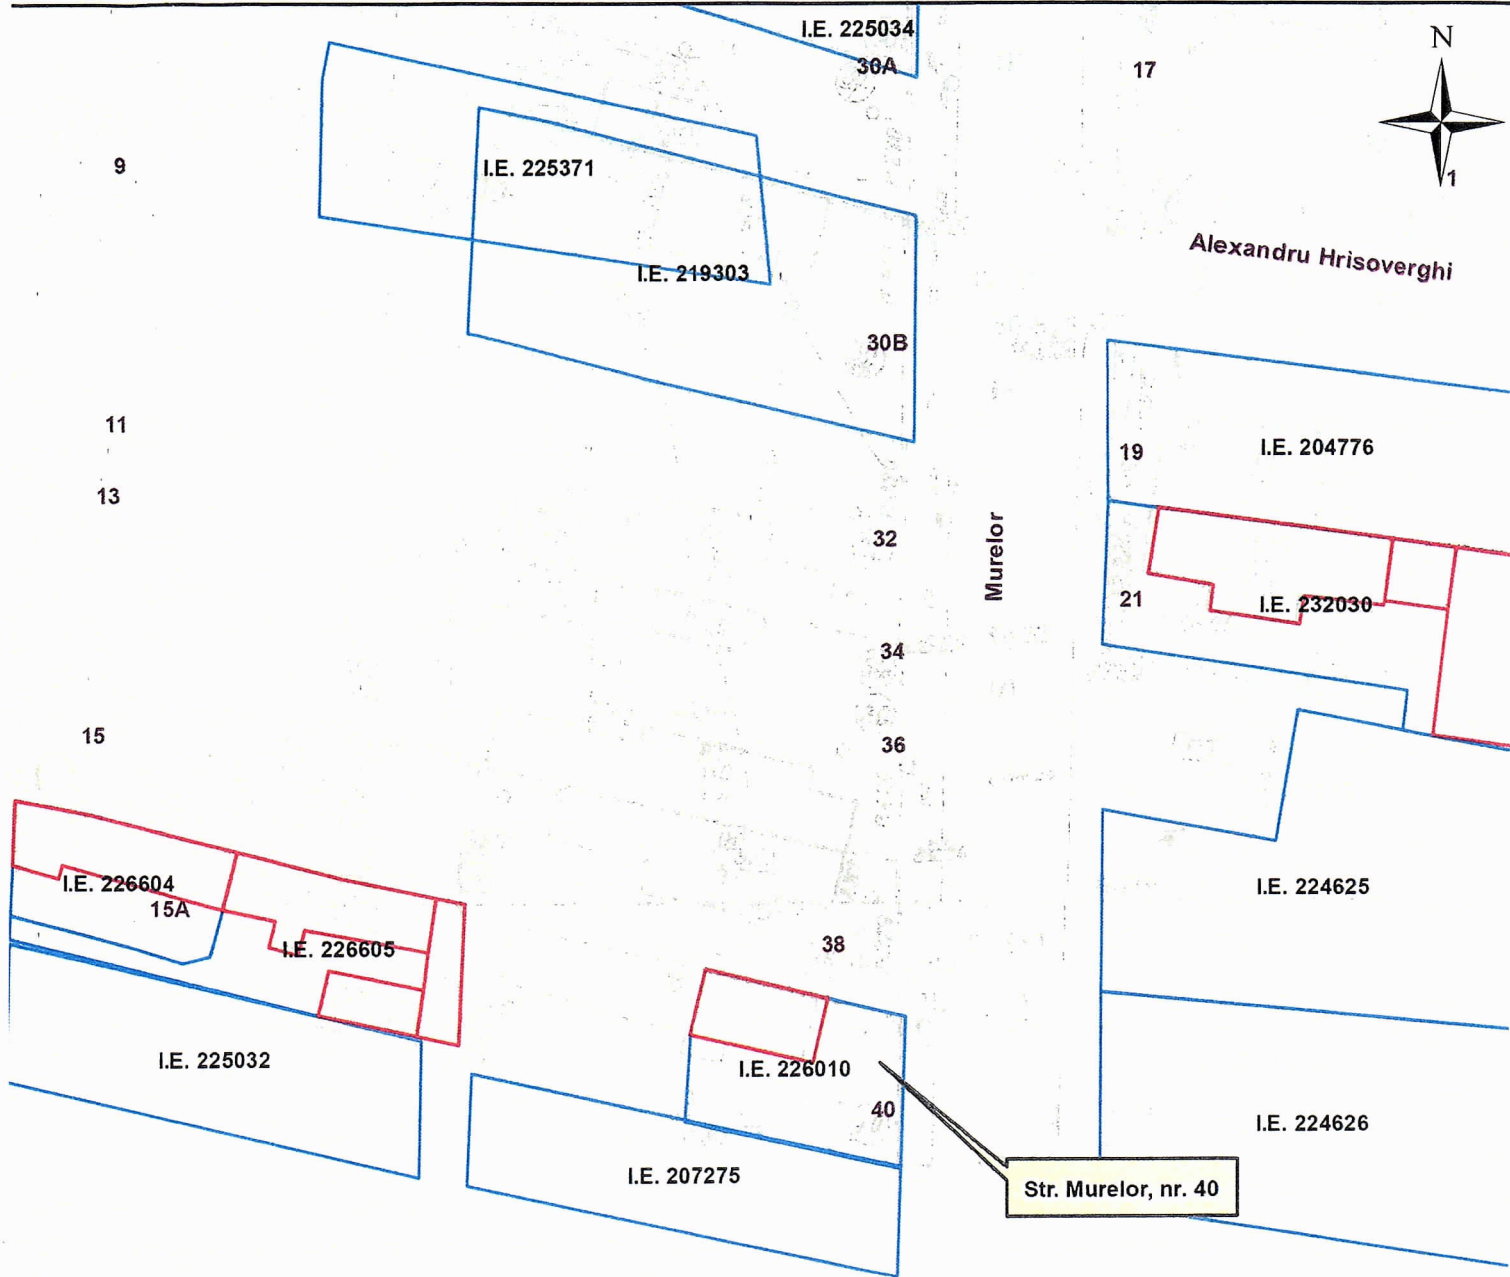 I.E. 225034
30A
17
N
1
9
I.E. 225371
Alexandru Hrisoverghi
I.E. 219303
30B
11
19
I.E. 204776
13
32
Murelor
21
I.E. 232030
34
15
36
I.E. 226604
15A
I.E. 224625
I.E. 226605
38
I.E. 225032
I.E. 226010
40
I.E. 224626
I.E. 207275
Str. Murelor, nr. 40